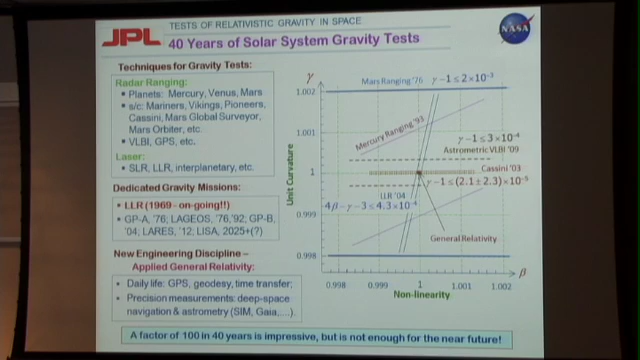 TESTS OF RELATIVISTIC GRAVITY IN SPACE
JPL
40 Years of Solar System Gravity Tests
NASA
Techniques for Gravity Tests:
Radar Ranging:
• Planets: Mercury, Venus, Mars
• s/c: Mariners, Vikings, Pioneers,
Cassini, Mars Global Surveyor,
Mars Orbiter, etc.
• VLBI, GPS, etc.
Laser:
• SLR, LLR, interplanetary, etc.
Dedicated Gravity Missions:
• LLR (1969 - on-going!!)
• GP-A, '76; LAGEOS, '76,'92; GP-B,
'04; LARES, '12; LISA, 2025+(?)
New Engineering Discipline –
Applied General Relativity:
• Daily life: GPS, geodesy, time transfer;
• Precision measurements: deep-space
navigation & astrometry (SIM, Gaia,....).
γ
Mars Ranging '76 γ − 1 ≤ 2×10⁻³
1.002
Mercury Ranging '93
1.001
γ − 1 ≤ 3×10⁻⁴
Astrometric VLBI '09
1
Cassini '03
γ − 1 ≤ (2.1 ± 2.3)×10⁻⁵
LLR '04
4β − γ − 3 ≤ 4.3×10⁻⁴
0.999
General Relativity
0.998
Unit Curvature
β
0.998 0.999 1 1.001 1.002
Non-linearity
A factor of 100 in 40 years is impressive, but is not enough for the near future!